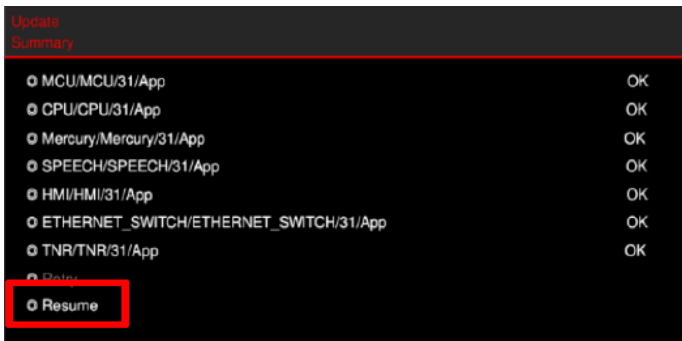 Update
Summary
MCU/MCU/31/App OK
CPU/CPU/31/App OK
Mercury/Mercury/31/App OK
SPEECH/SPEECH/31/App OK
HMI/HMI/31/App OK
ETHERNET_SWITCH/ETHERNET_SWITCH/31/App OK
TNR/TNR/31/App OK
Retry
Resume